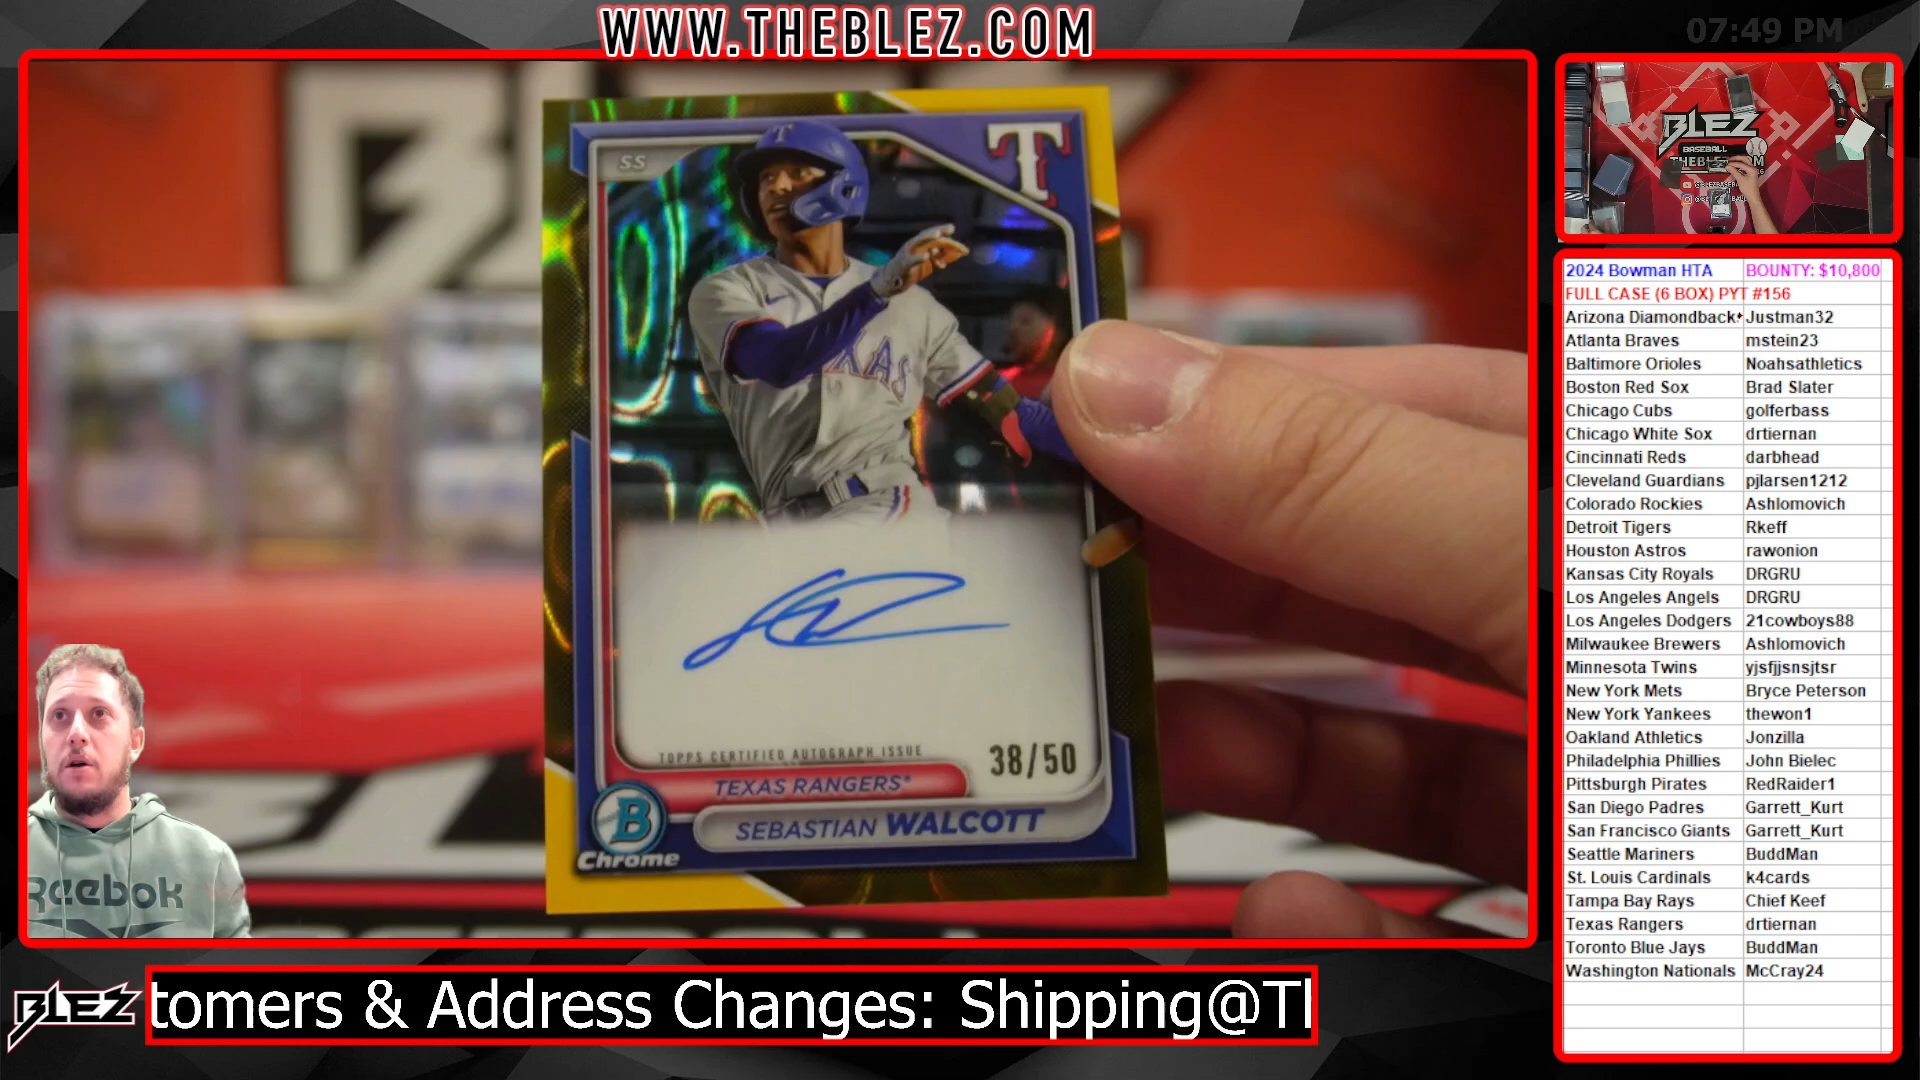 WWW.THEBLEZ.COM
07:49 PM
BLEZ
SS
T
T
TEXAS
TOPPS CERTIFIED AUTOGRAPH ISSUE
38/50
TEXAS RANGERS
SEBASTIAN WALCOTT
B
Chrome
Reebok
BLEZ
BASEBALL
2024 Bowman HTA BOUNTY: $10,800
FULL CASE (6 BOX) PYT #156
Arizona Diamondback Justman32
Atlanta Braves mstein23
Baltimore Orioles Noahsathletics
Boston Red Sox Brad Slater
Chicago Cubs golferbass
Chicago White Sox drtiernan
Cincinnati Reds darbhead
Cleveland Guardians pjlarsen1212
Colorado Rockies Ashlomovich
Detroit Tigers Rkeff
Houston Astros rawonion
Kansas City Royals DRGRU
Los Angeles Angels DRGRU
Los Angeles Dodgers 21cowboys88
Milwaukee Brewers Ashlomovich
Minnesota Twins yjsfjjsnsjtsr
New York Mets Bryce Peterson
New York Yankees thewon1
Oakland Athletics Jonzilla
Philadelphia Phillies John Bielec
Pittsburgh Pirates RedRaider1
San Diego Padres Garrett_Kurt
San Francisco Giants Garrett_Kurt
Seattle Mariners BuddMan
St. Louis Cardinals k4cards
Tampa Bay Rays Chief Keef
Texas Rangers drtiernan
Toronto Blue Jays BuddMan
Washington Nationals McCray24
BLEZ
tomers & Address Changes: Shipping@T